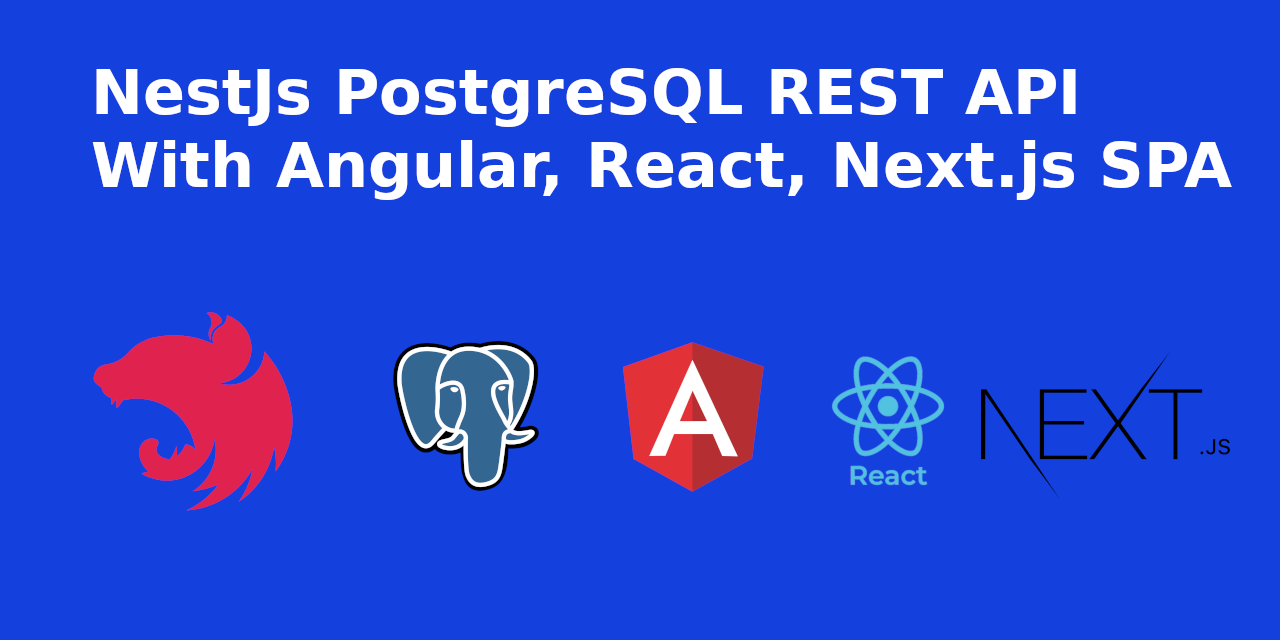 NestJs PostgreSQL REST API
With Angular, React, Next.js SPA
A
React
NEXT.JS